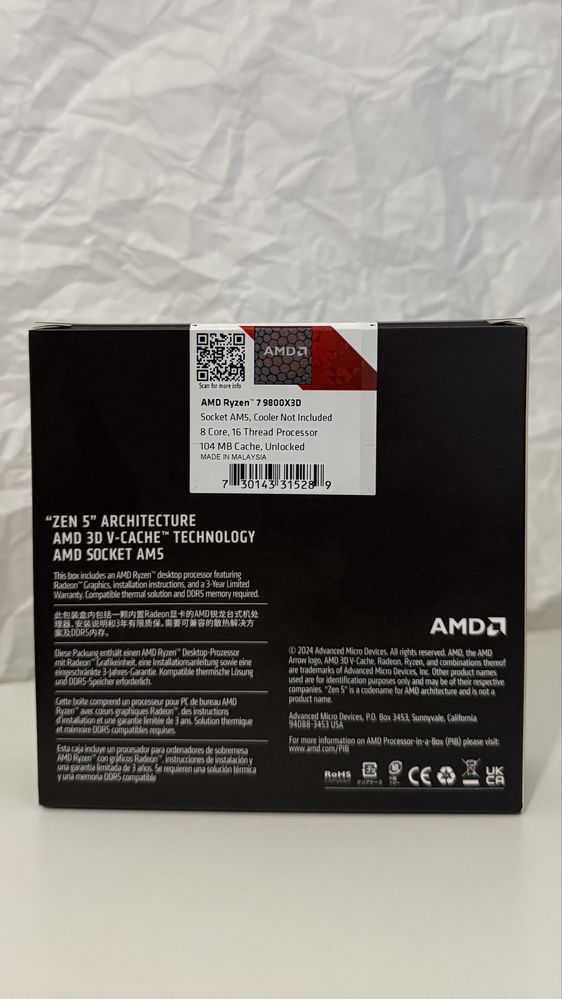 AMD
Scan for more info
AMD Ryzen™ 7 9800X3D
Socket AM5, Cooler Not Included
8 Core, 16 Thread Processor
104 MB Cache, Unlocked
MADE IN MALAYSIA
7 30143 31528 9
“ZEN 5” ARCHITECTURE
AMD 3D V-CACHE™ TECHNOLOGY
AMD SOCKET AM5
This box includes an AMD Ryzen™ desktop processor featuring
Radeon™ Graphics, installation instructions, and a 3-Year Limited
Warranty. Compatible thermal solution and DDR5 memory required.
此包装盒内包括一颗内置Radeon显卡的AMD锐龙台式机处
理器、安装说明和3年有限质保。需要可兼容的散热解决方
案及DDR5内存。
Diese Packung enthält einen AMD Ryzen™ Desktop-Prozessor
mit Radeon™ Grafikeinheit, eine Installationsanleitung sowie eine
eingeschränkte 3-Jahres-Garantie. Kompatible thermische Lösung
und DDR5-Speicher erforderlich.
Cette boîte comprend un processeur pour PC de bureau AMD
Ryzen™ avec cœurs graphiques Radeon™, des instructions
d'installation et une garantie limitée de 3 ans. Solution thermique
et mémoire DDR5 compatibles requises.
Esta caja incluye un procesador para ordenadores de sobremesa
AMD Ryzen™ con gráficos Radeon™, instrucciones de instalación y
una garantía limitada de 3 años. Se requieren una solución térmica
y una memoria DDR5 compatible
AMD
© 2024 Advanced Micro Devices. All rights reserved. AMD, the AMD
Arrow logo, AMD 3D V-Cache, Radeon, Ryzen, and combinations thereof
are trademarks of Advanced Micro Devices, Inc. Other product names
used are for identification purposes only and may be of their respective
companies. “Zen 5” is a codename for AMD architecture and is not a
product name.
Advanced Micro Devices, P.O. Box 3453, Sunnyvale, California
94088-3453 USA
For more information on AMD Processor-in-a-Box (PIB) please visit:
www.amd.com/PIB
RoHS
CE
UK
CA